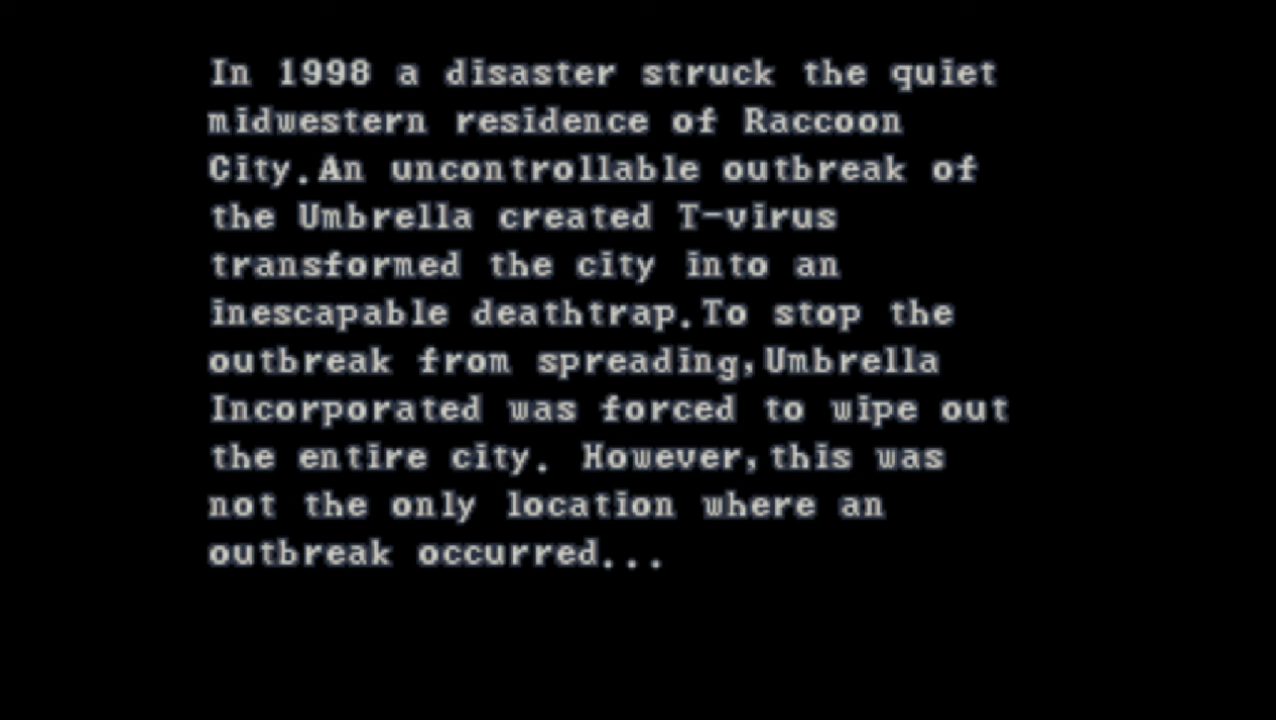 In 1998 a disaster struck the quiet
midwestern residence of Raccoon
City.An uncontrollable outbreak of
the Umbrella created T-virus
transformed the city into an
inescapable deathtrap.To stop the
outbreak from spreading,Umbrella
Incorporated was forced to wipe out
the entire city. However,this was
not the only location where an
outbreak occurred...